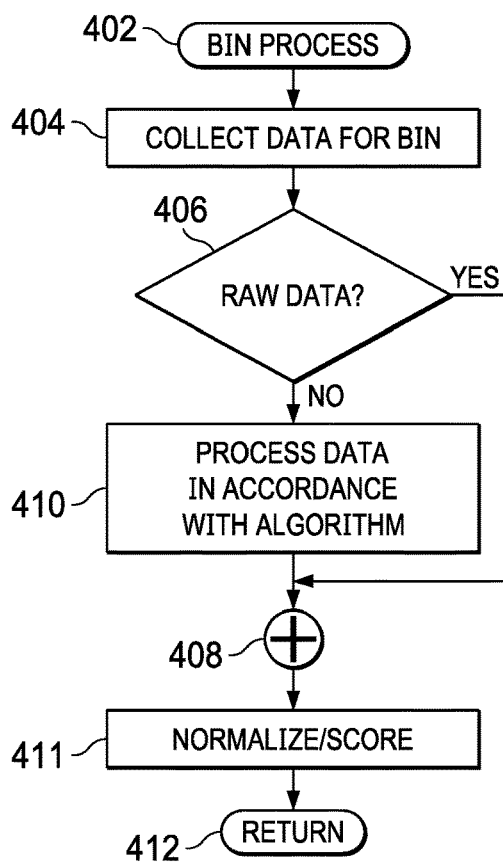 402
BIN PROCESS
404
COLLECT DATA FOR BIN
406
RAW DATA?
YES
NO
410
PROCESS DATA
IN ACCORDANCE
WITH ALGORITHM
408
411
NORMALIZE/SCORE
412
RETURN